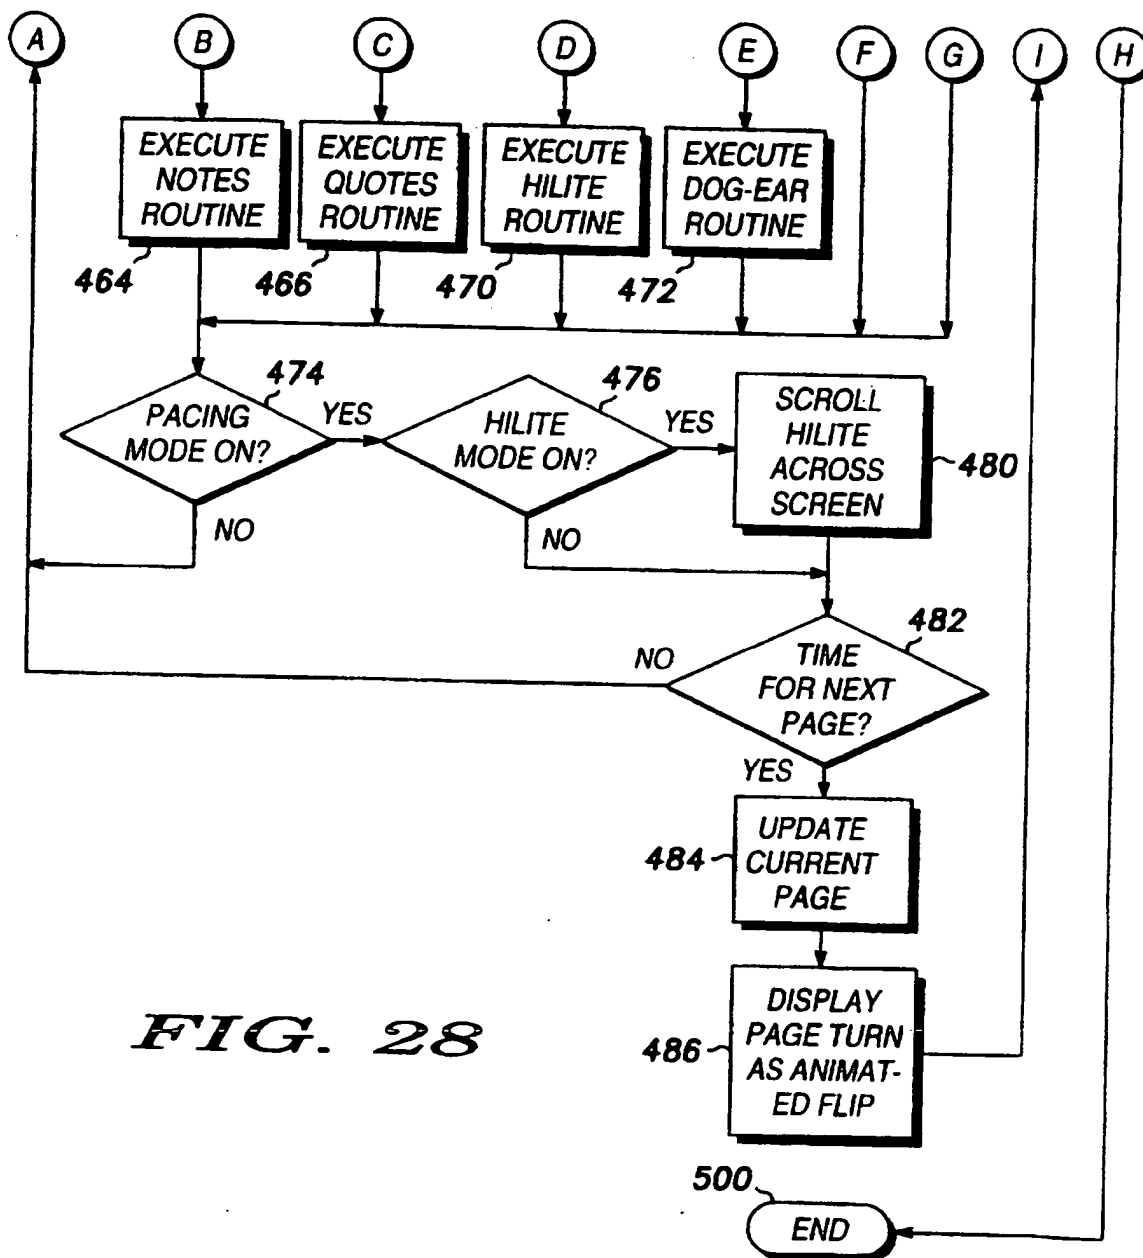 A B C D E F G I H
EXECUTE
NOTES
ROUTINE
464
EXECUTE
QUOTES
ROUTINE
466
EXECUTE
HILITE
ROUTINE
470
EXECUTE
DOG-EAR
ROUTINE
472
PACING
MODE ON?
474
YES
NO
HILITE
MODE ON?
476
YES
NO
SCROLL
HILITE
ACROSS
SCREEN
480
TIME
FOR NEXT
PAGE?
482
NO
YES
UPDATE
CURRENT
PAGE
484
DISPLAY
PAGE TURN
AS ANIMAT-
ED FLIP
486
FIG. 28
500
END